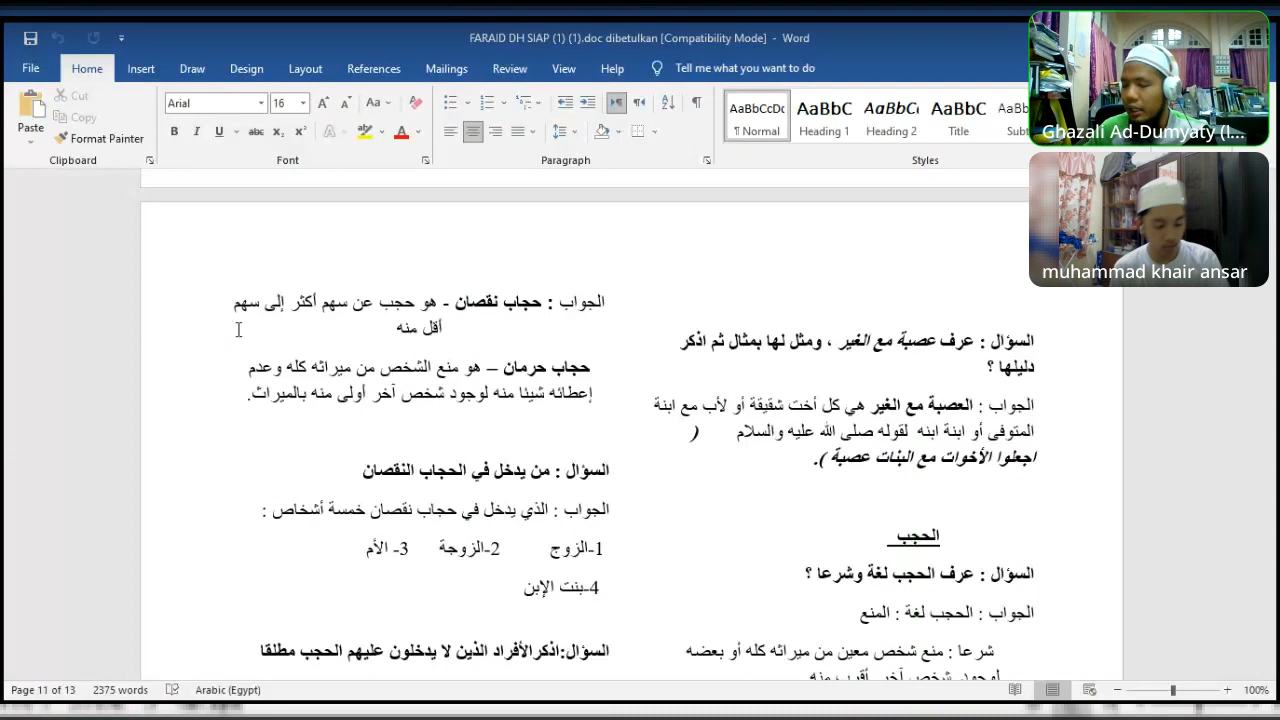 FARAID DH SIAP (1) (1).doc dibetulkan [Compatibility Mode] - Word
File Home Insert Draw Design Layout References Mailings Review View Help Tell me what you want to do
Cut
Copy
Paste
Format Painter
Clipboard
Arial 16
Font
Paragraph
AaBbCcDc AaBbC AaBbCc AaBbC AaBb
¶ Normal Heading 1 Heading 2 Title Subt
Styles
Ghazali Ad-Dumyaty (I...
muhammad khair ansar
السؤال : عرف عصبة مع الغير ، ومثل لها بمثال ثم اذكر
دليلها ؟
الجواب : العصبة مع الغير هي كل أخت شقيقة أو لأب مع ابنة
المتوفى أو ابنة ابنه لقوله صلى الله عليه والسلام (
اجعلوا الأخوات مع البنات عصبة ).
الحجب
السؤال : عرف الحجب لغة وشرعا ؟
الجواب : الحجب لغة : المنع
شرعا : منع شخص معين من ميراثه كله أو بعضه
لوجود شخص آخر أقرب منه
الجواب : حجاب نقصان - هو حجب عن سهم أكثر إلى سهم
أقل منه
حجاب حرمان – هو منع الشخص من ميراثه كله وعدم
إعطائه شيئا منه لوجود شخص آخر أولى منه بالميراث.
السؤال : من يدخل في الحجاب النقصان
الجواب : الذي يدخل في حجاب نقصان خمسة أشخاص :
1-الزوج 2-الزوجة 3- الأم
4-بنت الإبن
السؤال:اذكرالأفراد الذين لا يدخلون عليهم الحجب مطلقا
Page 11 of 13 2375 words Arabic (Egypt) 100%